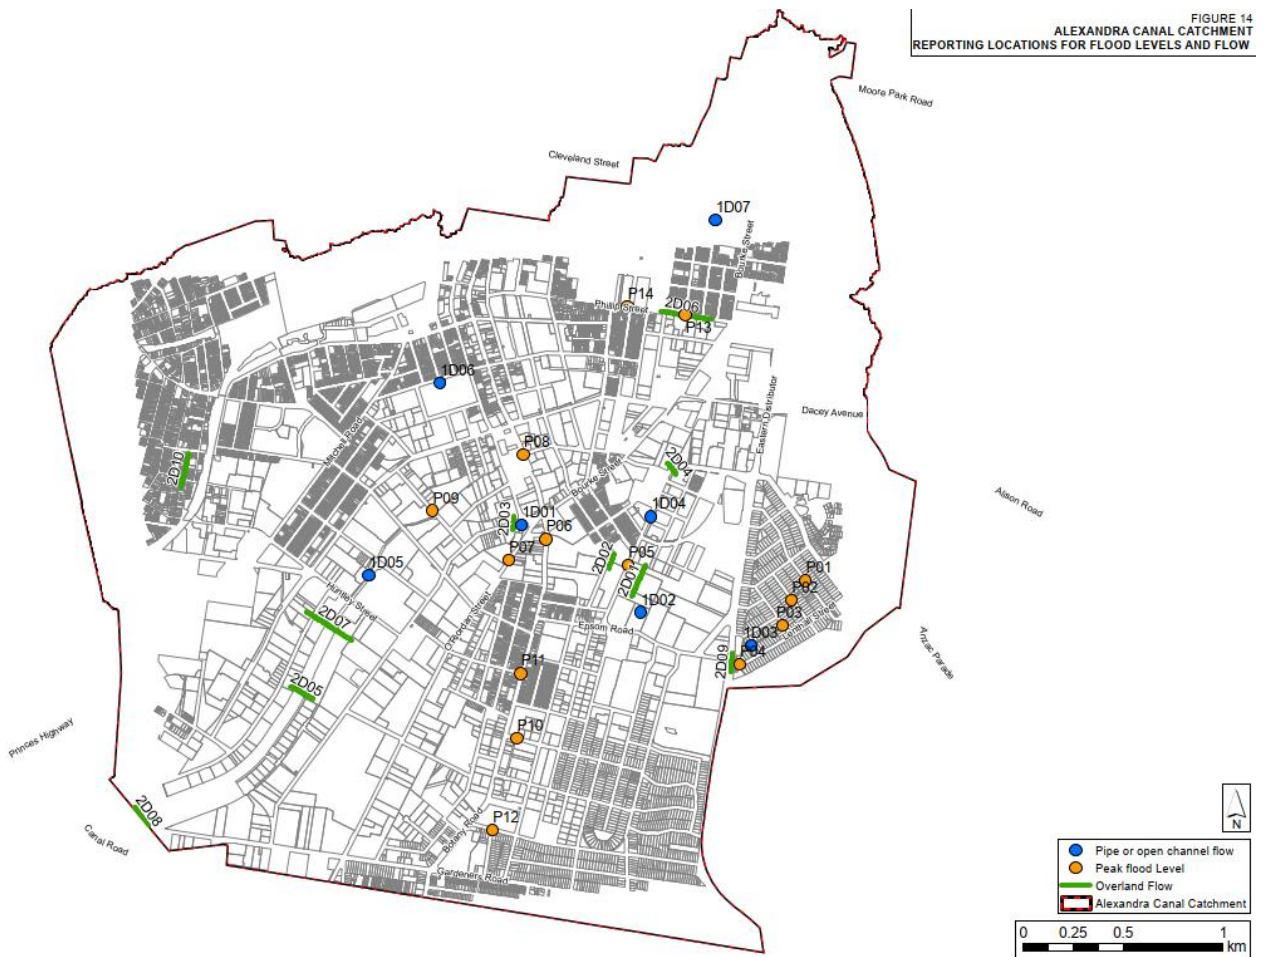 FIGURE 14
ALEXANDRA CANAL CATCHMENT
REPORTING LOCATIONS FOR FLOOD LEVELS AND FLOW
Moore Park Road
Cleveland Street
1D07
Bourke Street
P14
Phillip Street
2D06
P13
1D06
Eastern Distributor
Dacey Avenue
Mitchell Road
P08
2D10
Bourke Street
2D04
Alison Road
P09
2D03
1D01
P06
1D04
P07
2D02
P05
2D01
1D05
P01
P02
Huntley Street
2D07
O'Riordan Street
1D02
Epsom Road
P03
Lenthall Street
1D03
P04
2D09
Anzac Parade
P11
2D05
Princes Highway
P10
2D08
Canal Road
P12
Botany Road
Gardeners Road
N
Pipe or open channel flow
Peak flood Level
Overland Flow
Alexandra Canal Catchment
0 0.25 0.5 1
km